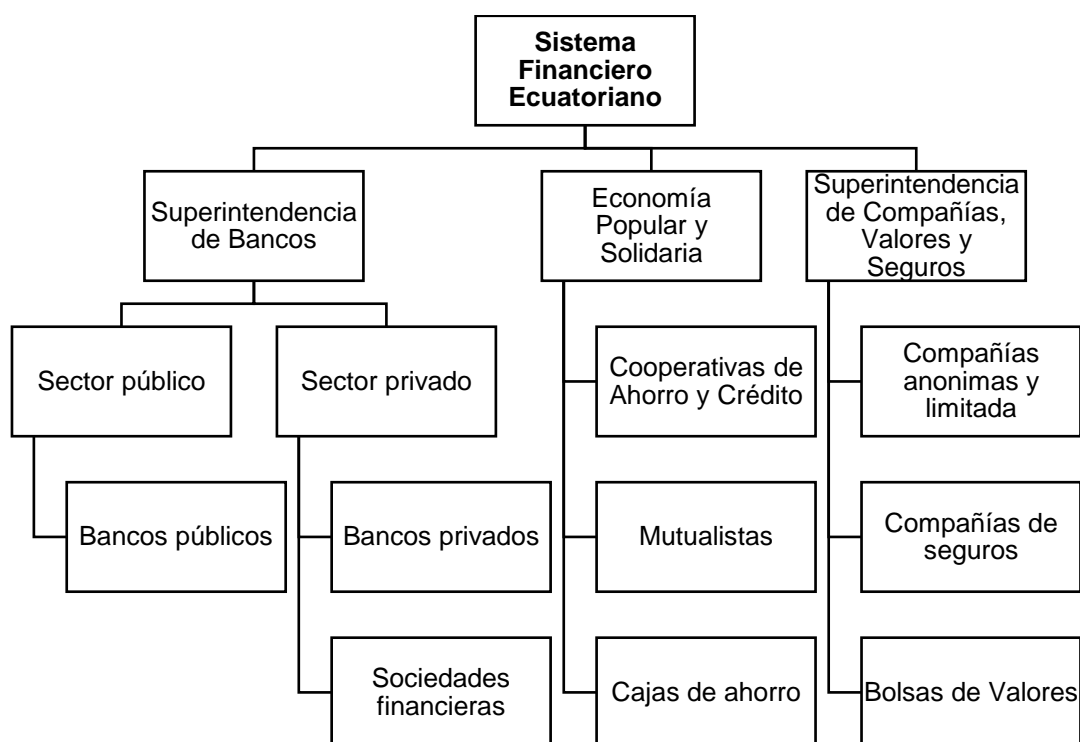 Sistema
Financiero
Ecuatoriano
Superintendencia
de Bancos
Economía
Popular y
Solidaria
Superintendencia
de Compañías,
Valores y
Seguros
Sector público
Sector privado
Cooperativas de
Ahorro y Crédito
Compañías
anonimas y
limitada
Bancos públicos
Bancos privados
Mutualistas
Compañías de
seguros
Sociedades
financieras
Cajas de ahorro
Bolsas de Valores